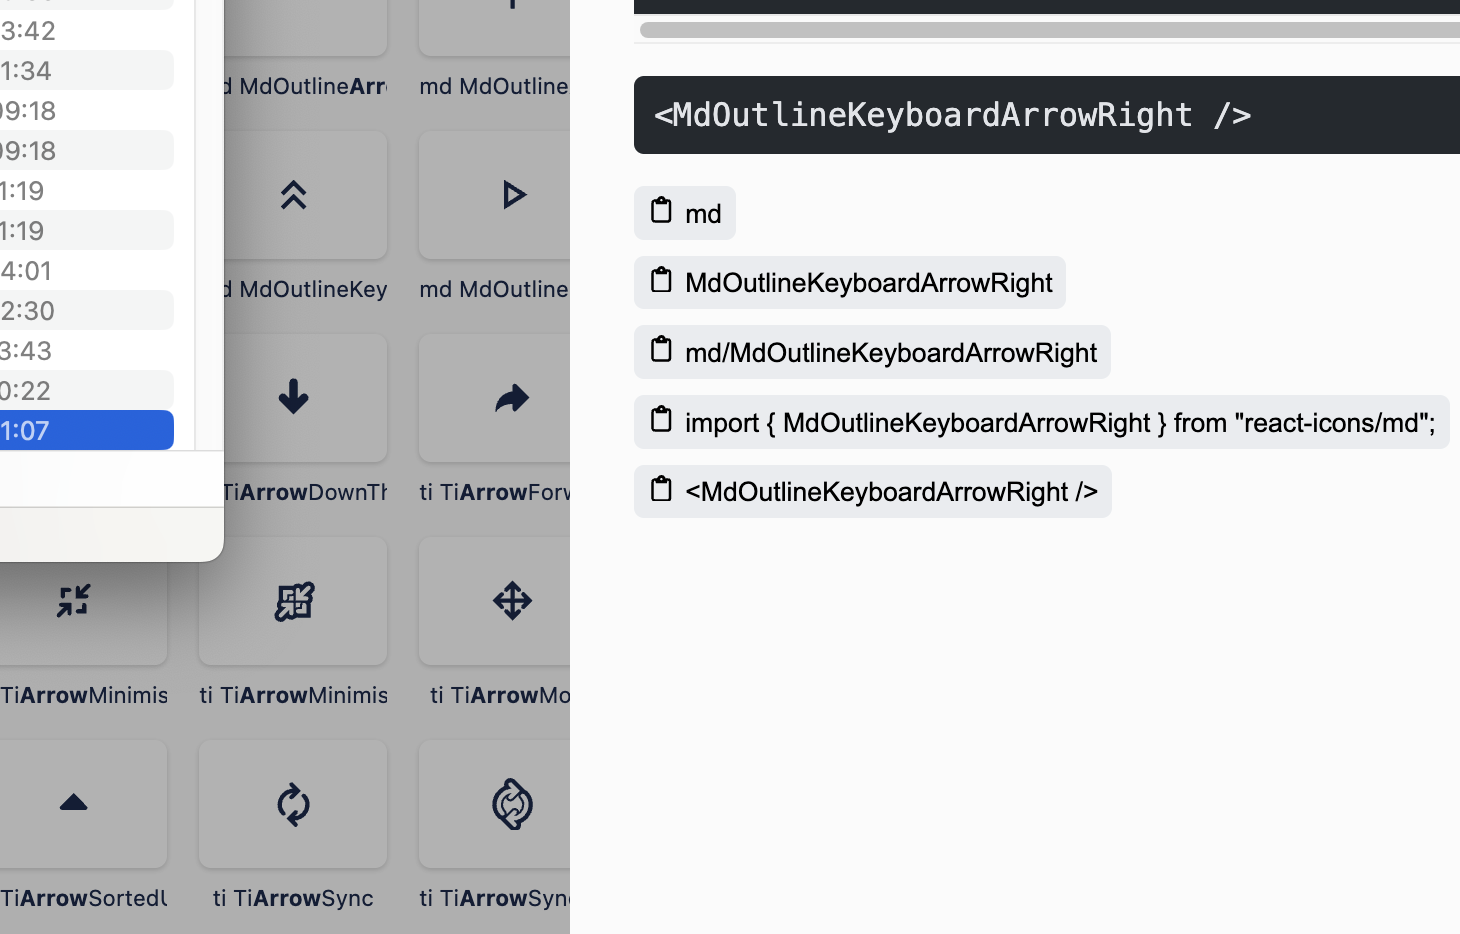 3:42
1:34
09:18
09:18
1:19
1:19
4:01
2:30
3:43
0:22
1:07
d MdOutlineArr
md MdOutline
d MdOutlineKey
md MdOutline
TiArrowDownTh
ti TiArrowForw
TiArrowMinimis
ti TiArrowMinimis
ti TiArrowMo
TiArrowSortedU
ti TiArrowSync
ti TiArrowSyn
<MdOutlineKeyboardArrowRight />
md
MdOutlineKeyboardArrowRight
md/MdOutlineKeyboardArrowRight
import { MdOutlineKeyboardArrowRight } from "react-icons/md";
<MdOutlineKeyboardArrowRight />